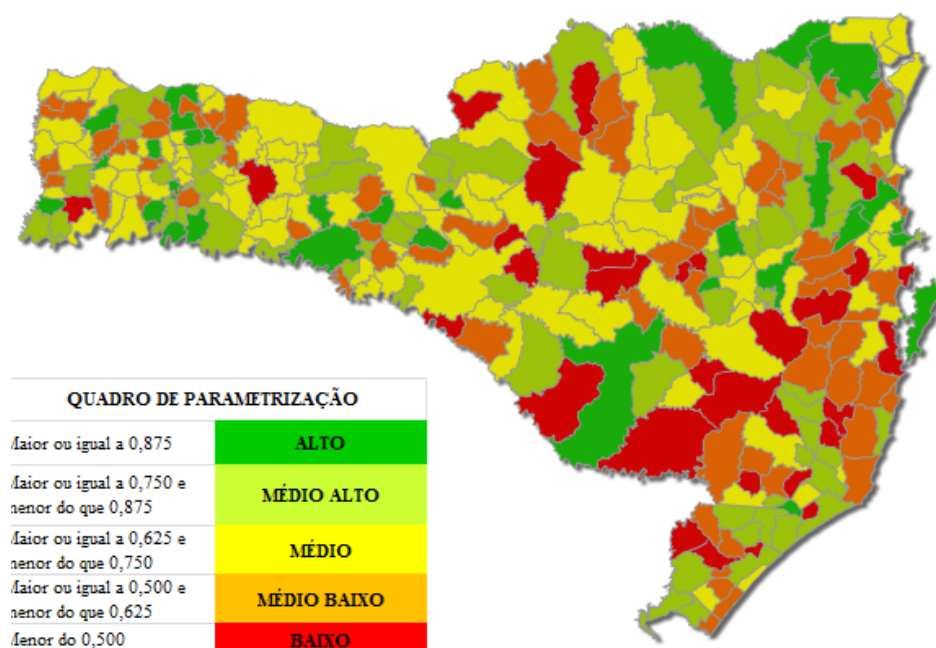 QUADRO DE PARAMETRIZAÇÃO
Maior ou igual a 0,875
ALTO
Maior ou igual a 0,750 e
menor do que 0,875
MÉDIO ALTO
Maior ou igual a 0,625 e
menor do que 0,750
MÉDIO
Maior ou igual a 0,500 e
menor do que 0,625
MÉDIO BAIXO
Menor do 0,500
BAIXO